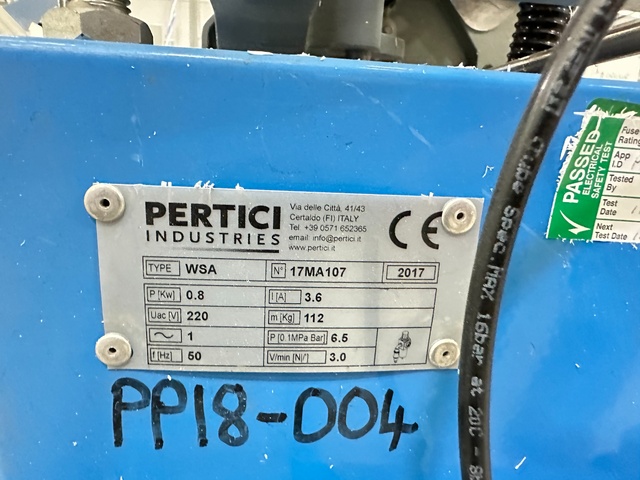 PERTICI
INDUSTRIES
Via delle Città, 41/43
Certaldo (FI) ITALY
Tel. +39 0571 652365
email: info@pertici.it
www.pertici.it
CE
TYPE WSA N° 17MA107 2017
P [Kw] 0.8 I [A] 3.6
Uac [V] 220 m [Kg] 112
~ 1 P [0.1MPa Bar] 6.5
f [Hz] 50 V/min [N/'] 3.0
PP18-004
PASSED
ELECTRICAL
SAFETY TEST
Fuse
Rating
App
I.D
Tested
By
Test
Date
Next
Test Date
Spec. MAX 16bar at 20C